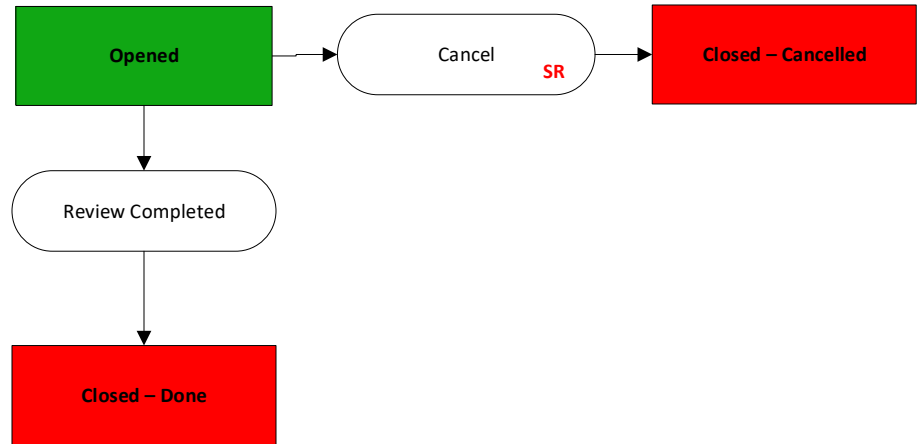 Opened
Cancel
SR
Closed – Cancelled
Review Completed
Closed – Done